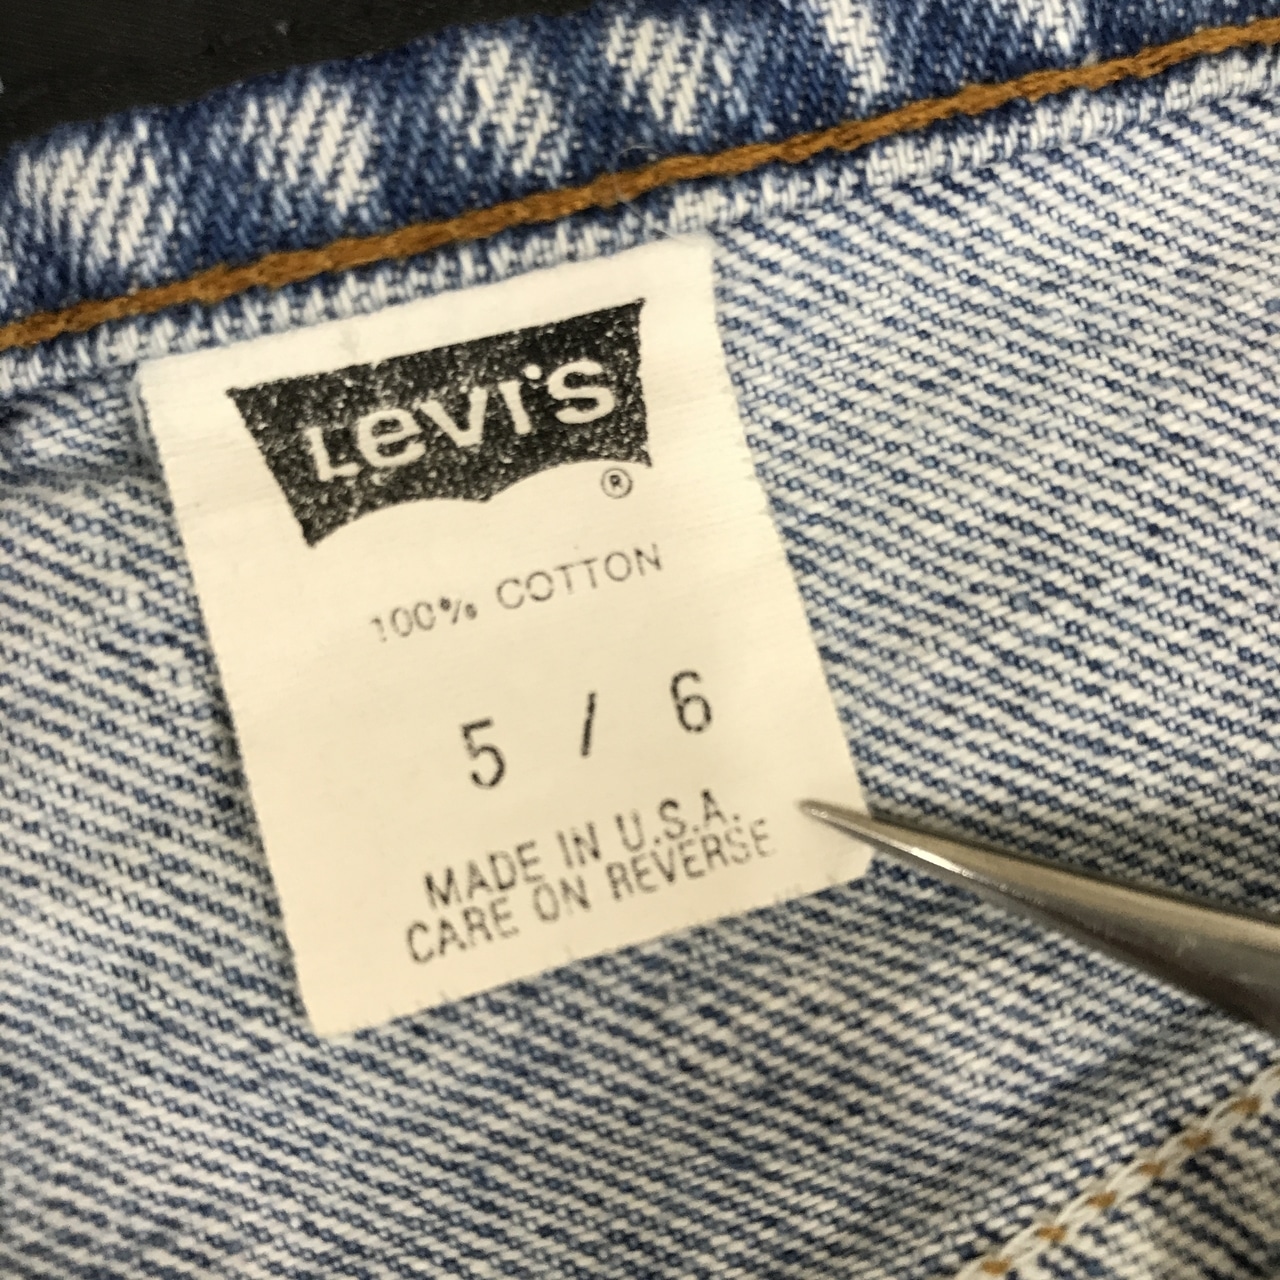 Levi's
®
100% COTTON
5 / 6
MADE IN U.S.A.
CARE ON REVERSE